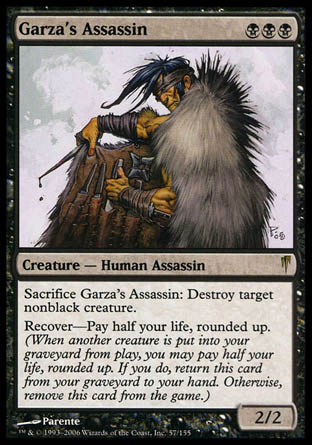 Garza's Assassin
Creature — Human Assassin
Sacrifice Garza's Assassin: Destroy target
nonblack creature.
Recover—Pay half your life, rounded up.
(When another creature is put into your
graveyard from play, you may pay half your
life, rounded up. If you do, return this card
from your graveyard to your hand. Otherwise,
remove this card from the game.)
Parente
™ & © 1993–2006 Wizards of the Coast, Inc. 57/155
2/2